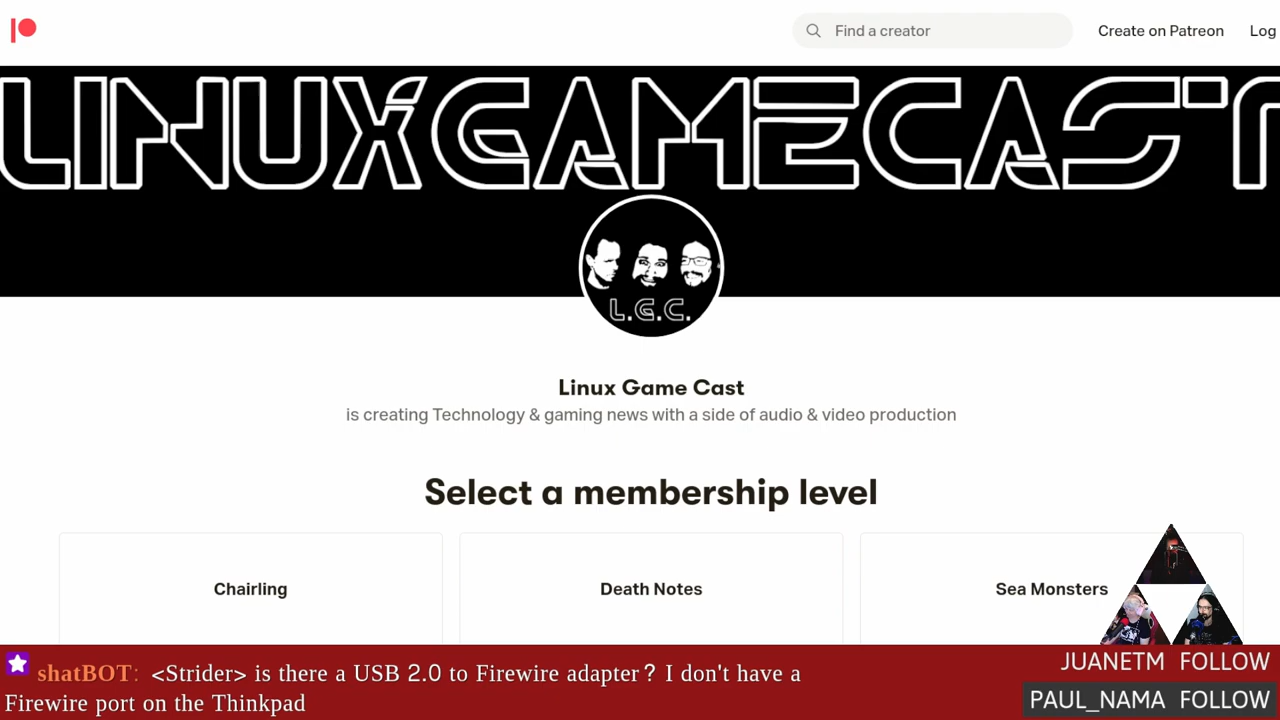 Find a creator
Create on Patreon
Log
LINUXGAMECAST
L.G.C.
Linux Game Cast
is creating Technology & gaming news with a side of audio & video production
Select a membership level
Chairling
Death Notes
Sea Monsters
shatBOT: <Strider> is there a USB 2.0 to Firewire adapter? I don't have a
Firewire port on the Thinkpad
JUANETM FOLLOW
PAUL_NAMA FOLLOW